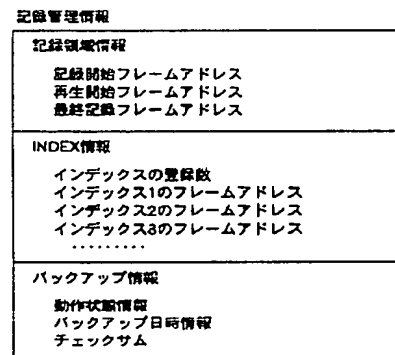 記録管理情報
記録領域情報
記録開始フレームアドレス
再生開始フレームアドレス
最終記録フレームアドレス
INDEX情報
インデックスの登録数
インデックス1のフレームアドレス
インデックス2のフレームアドレス
インデックス3のフレームアドレス
·········
バックアップ情報
動作状態情報
バックアップ日時情報
チェックサム